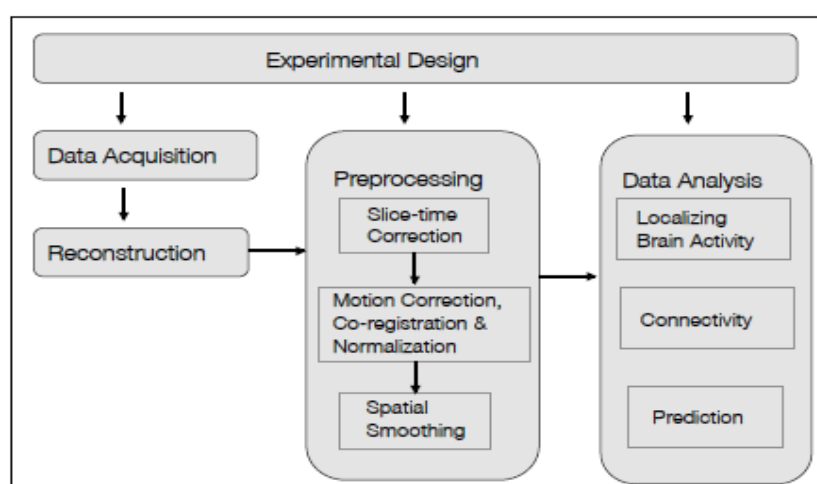 Experimental Design
Data Acquisition
Reconstruction
Preprocessing
Slice-time
Correction
Motion Correction,
Co-registration &
Normalization
Spatial
Smoothing
Data Analysis
Localizing
Brain Activity
Connectivity
Prediction